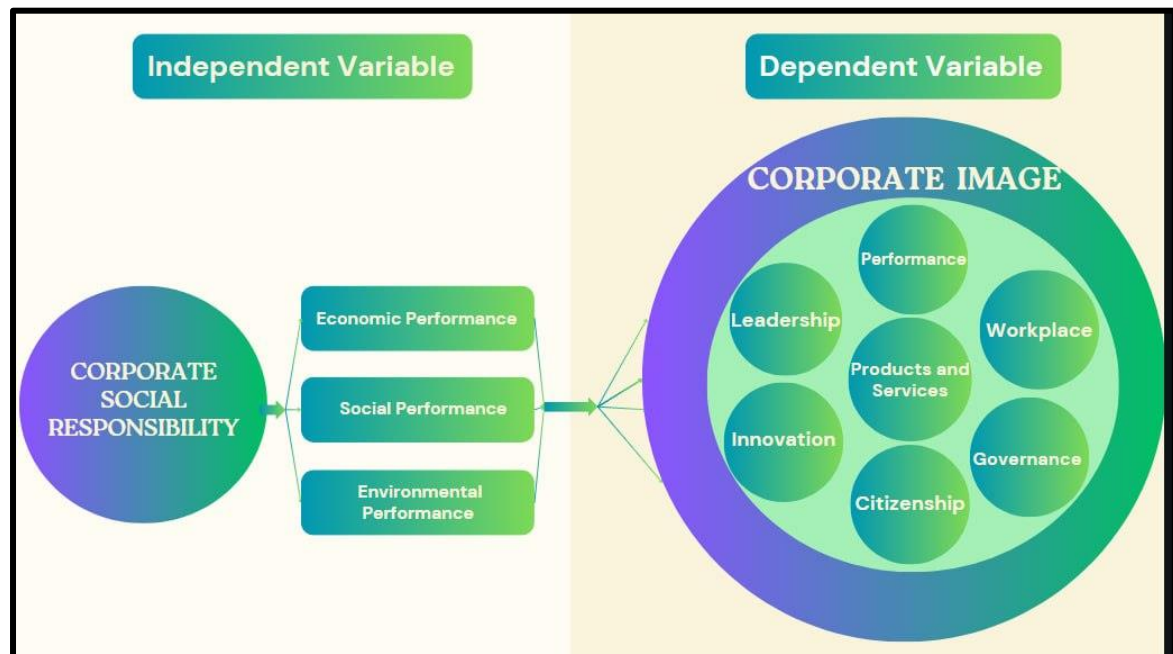 Independent Variable
Dependent Variable
CORPORATE IMAGE
CORPORATE
SOCIAL
RESPONSIBILITY
Economic Performance
Social Performance
Environmental
Performance
Performance
Leadership
Workplace
Products and
Services
Innovation
Governance
Citizenship